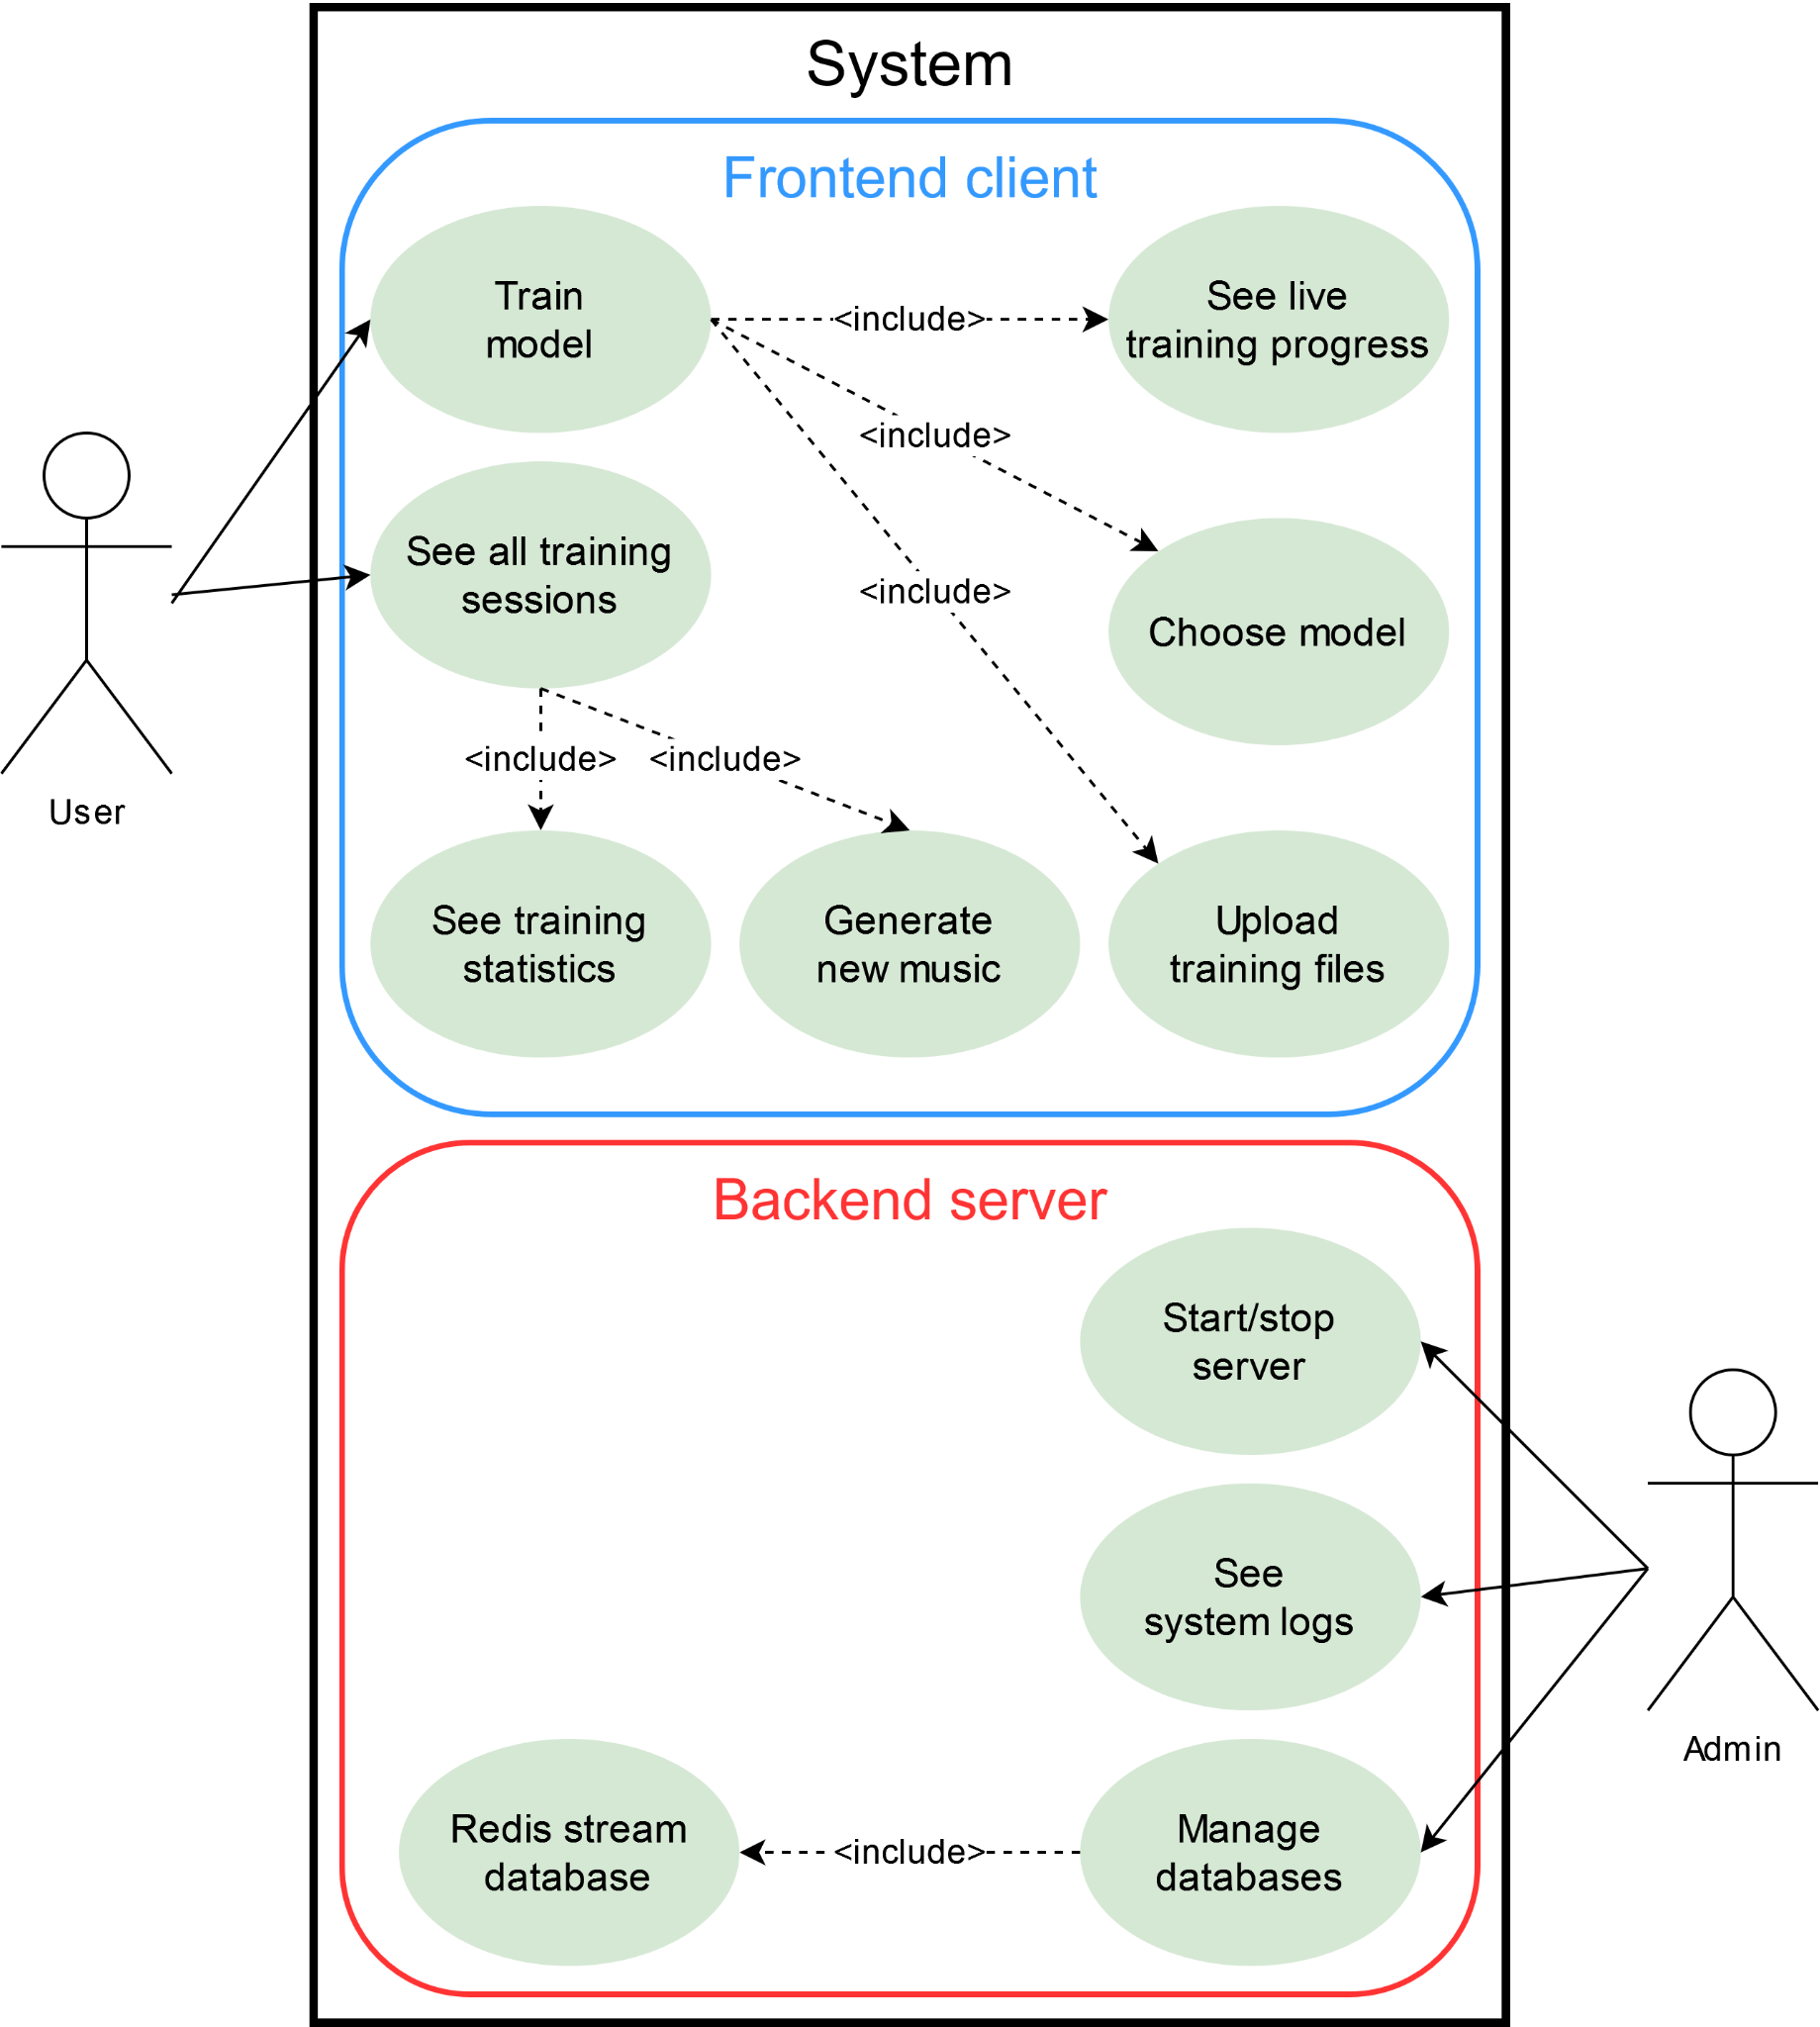 System
Frontend client
Train
model
<include>
See live
training progress
<include>
See all training
sessions
<include>
Choose model
<include>
<include>
User
See training
statistics
Generate
new music
Upload
training files
Backend server
Start/stop
server
See
system logs
Admin
Redis stream
database
<include>
Manage
databases